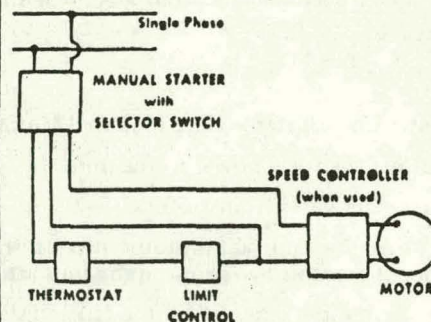 Single Phase
MANUAL STARTER
with
SELECTOR SWITCH
SPEED CONTROLLER
(when used)
THERMOSTAT
LIMIT
CONTROL
MOTOR